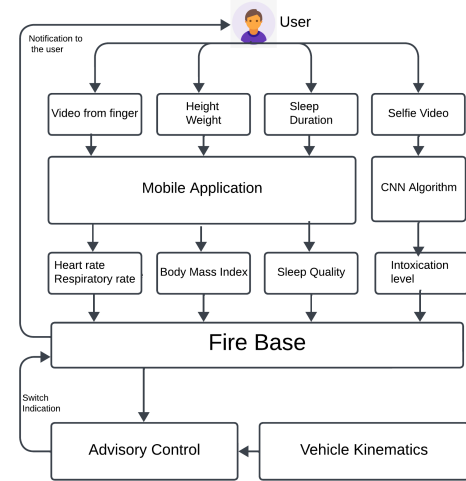 User
Notification to
the user
Video from finger
Height
Weight
Sleep
Duration
Selfie Video
Mobile Application
CNN Algorithm
Heart rate
Respiratory rate
Body Mass Index
Sleep Quality
Intoxication
level
Fire Base
Switch
Indication
Advisory Control
Vehicle Kinematics